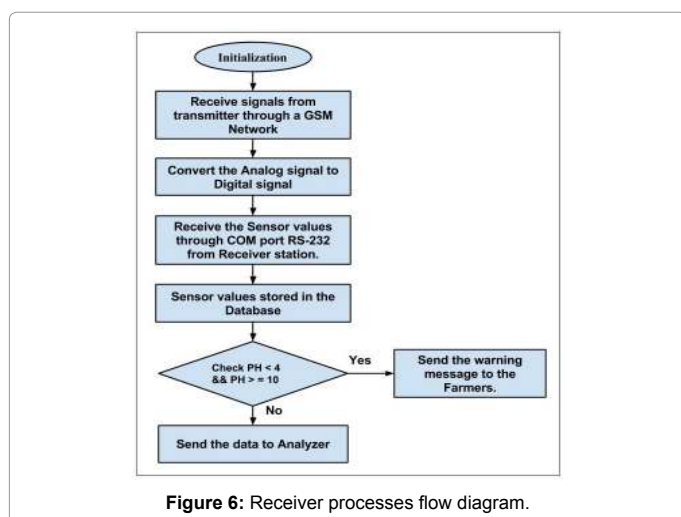 Initialization
Receive signals from
transmitter through a GSM
Network
Convert the Analog signal to
Digital signal
Receive the Sensor values
through COM port RS-232
from Receiver station.
Sensor values stored in the
Database
Check PH < 4
&& PH > = 10
Yes
Send the warning
message to the
Farmers.
No
Send the data to Analyzer
Figure 6: Receiver processes flow diagram.